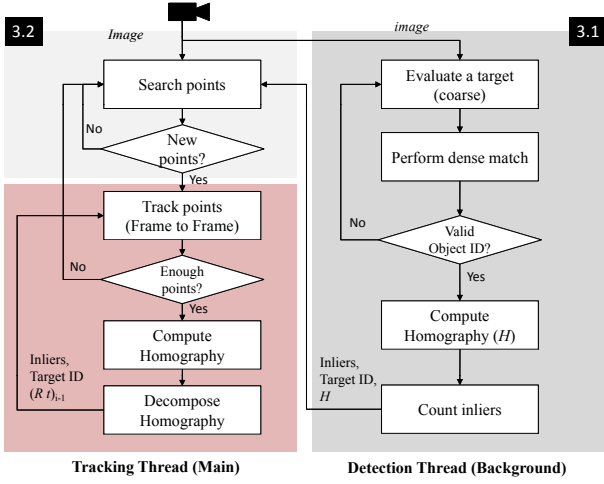 3.2
Image
image
3.1
Search points
No
New
points?
Yes
Track points
(Frame to Frame)
No
Enough
points?
Yes
Compute
Homography
Inliers,
Target ID
(R t)i-1
Decompose
Homography
Evaluate a target
(coarse)
Perform dense match
No
Valid
Object ID?
Yes
Compute
Homography (H)
Inliers,
Target ID,
H
Count inliers
Tracking Thread (Main)
Detection Thread (Background)